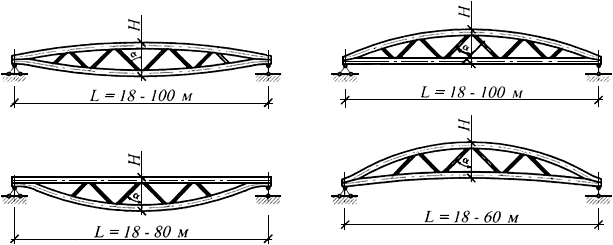 H
α
L = 18 - 100 м
H
α
L = 18 - 100 м
H
α
L = 18 - 80 м
H
α
L = 18 - 60 м